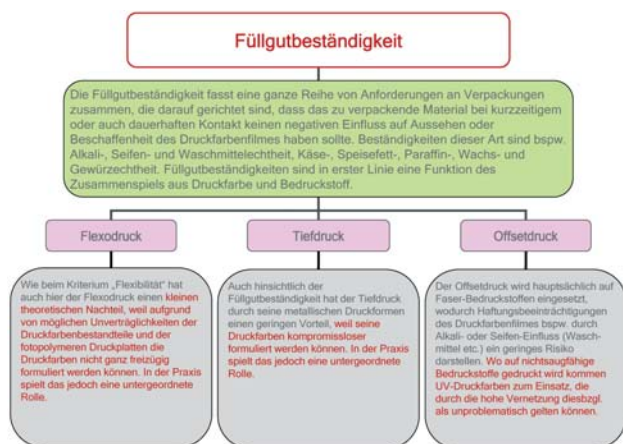 Füllgutbeständigkeit
Die Füllgutbeständigkeit fasst eine ganze Reihe von Anforderungen an Verpackungen
zusammen, die darauf gerichtet sind, dass das zu verpackende Material bei kurzzeitigem
oder auch dauerhaften Kontakt keinen negativen Einfluss auf Aussehen oder
Beschaffenheit des Druckfarbenfilmes haben sollte. Beständigkeiten dieser Art sind bspw.
Alkali-, Seifen- und Waschmittelechtheit, Käse-, Speisefett-, Paraffin-, Wachs- und
Gewürzechtheit. Füllgutbeständigkeiten sind in erster Linie eine Funktion des
Zusammenspiels aus Druckfarbe und Bedruckstoff.
Flexodruck
Wie beim Kriterium „Flexibilität“ hat
auch hier der Flexodruck einen kleinen
theoretischen Nachteil, weil aufgrund
von möglichen Unverträglichkeiten der
Druckfarbenbestandteile und der
fotopolymeren Druckplatten die
Druckfarben nicht ganz freizügig
formuliert werden können. In der Praxis
spielt das jedoch eine untergeordnete
Rolle.
Tiefdruck
Auch hinsichtlich der
Füllgutbeständigkeit hat der Tiefdruck
durch seine metallischen Druckformen
einen geringen Vorteil, weil seine
Druckfarben kompromissloser
formuliert werden können. In der Praxis
spielt das jedoch eine untergeordnete
Rolle.
Offsetdruck
Der Offsetdruck wird hauptsächlich auf
Faser-Bedruckstoffen eingesetzt,
wodurch Haftungsbeeinträchtigungen
des Druckfarbenfilmes bspw. durch
Alkali- oder Seifen-Einfluss (Wasch-
mittel etc.) ein geringes Risiko
darstellen. Wo auf nichtsaugfähige
Bedruckstoffe gedruckt wird kommen
UV-Druckfarben zum Einsatz, die
durch die hohe Vernetzung diesbzgl.
als unproblematisch gelten können.